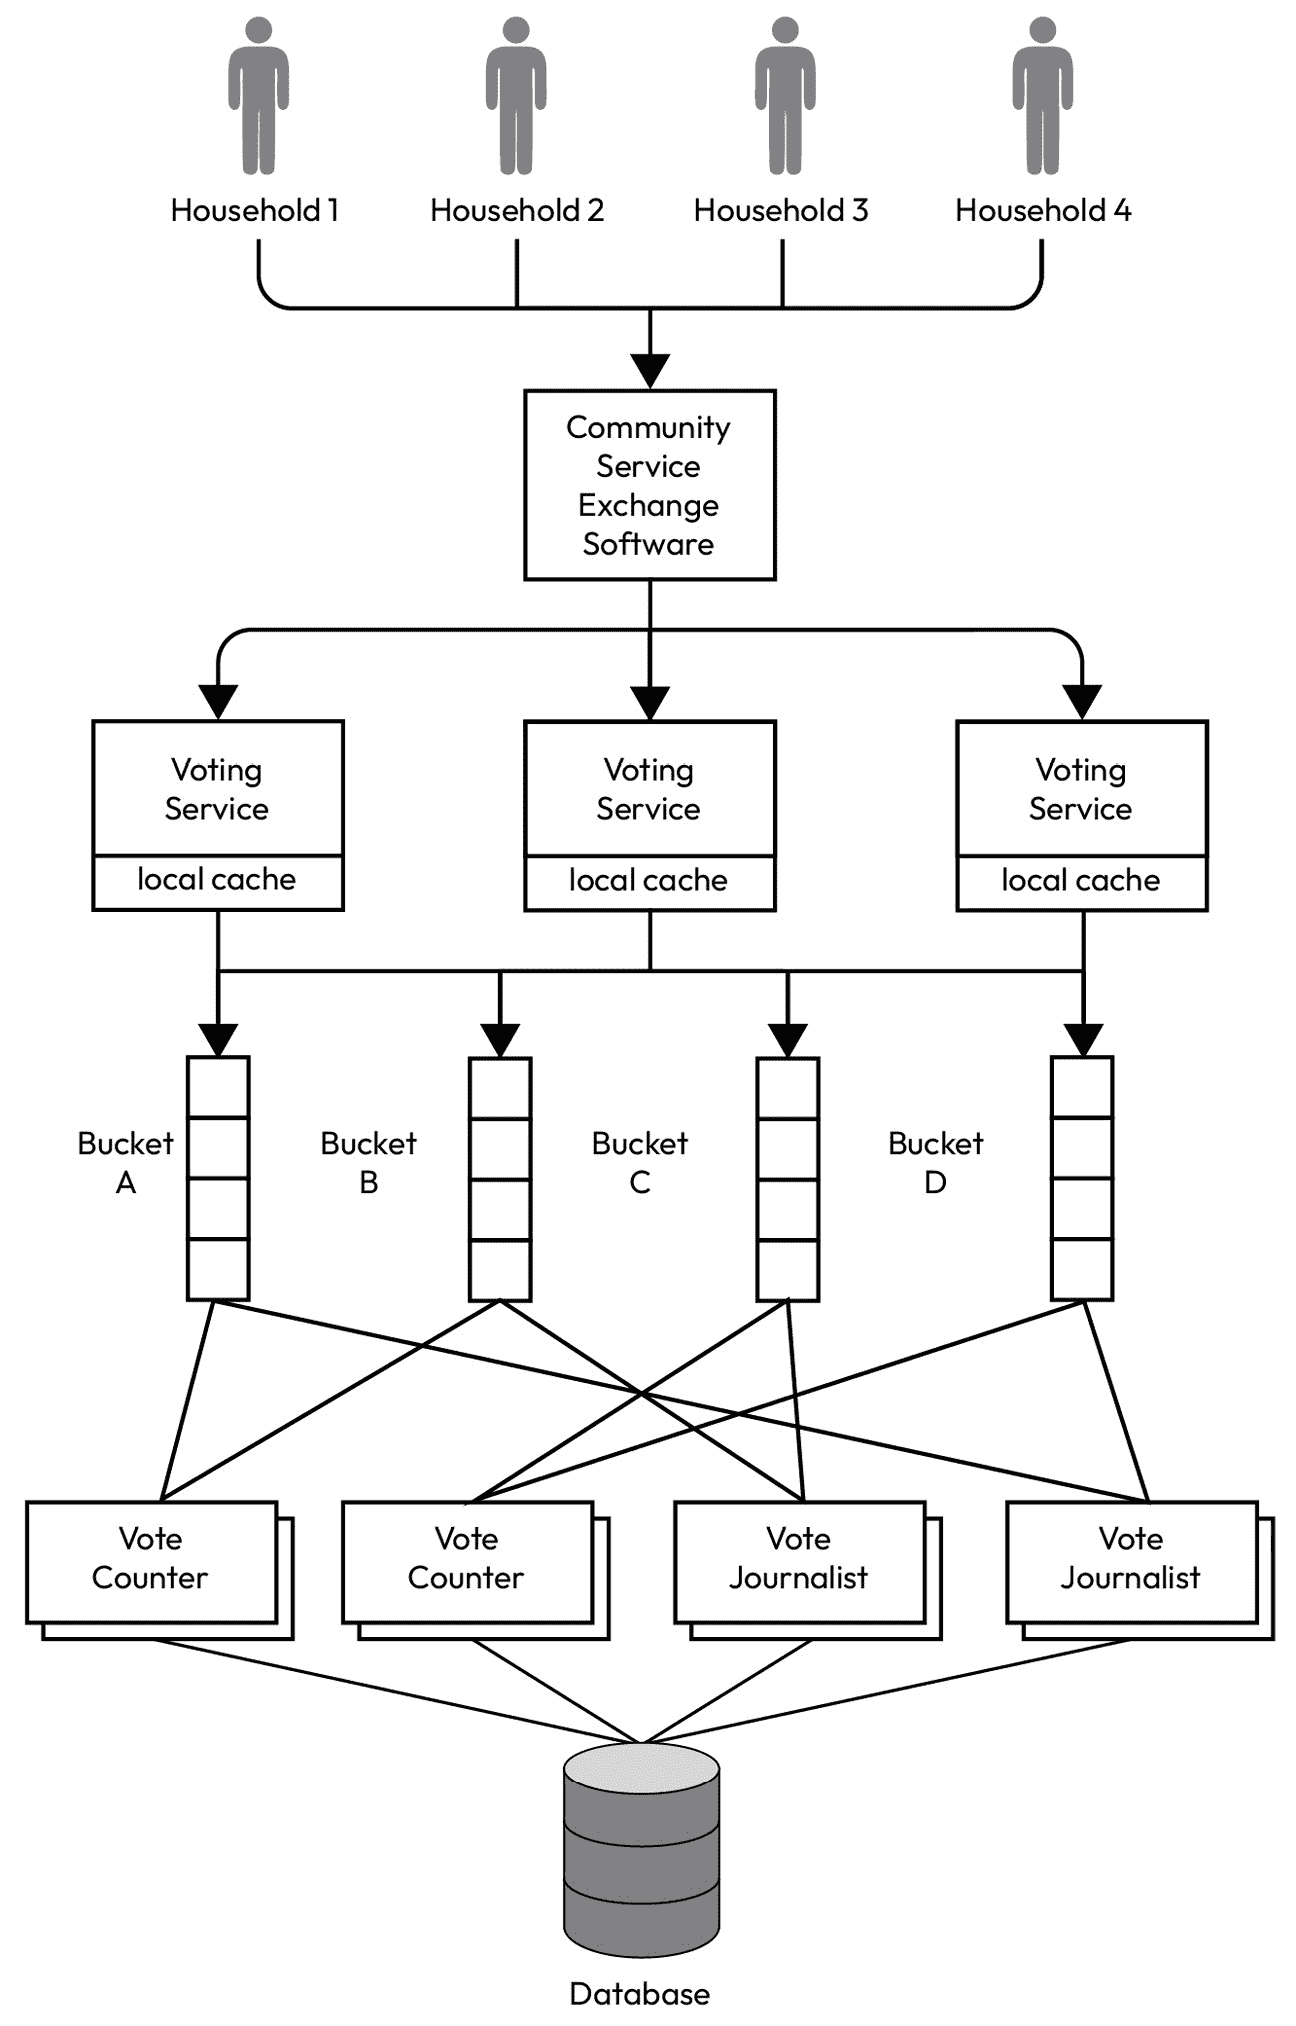 Household 1
Household 2
Household 3
Household 4
Community
Service
Exchange
Software
Voting
Service
local cache
Voting
Service
local cache
Voting
Service
local cache
Bucket
A
Bucket
B
Bucket
C
Bucket
D
Vote
Counter
Vote
Counter
Vote
Journalist
Vote
Journalist
Database